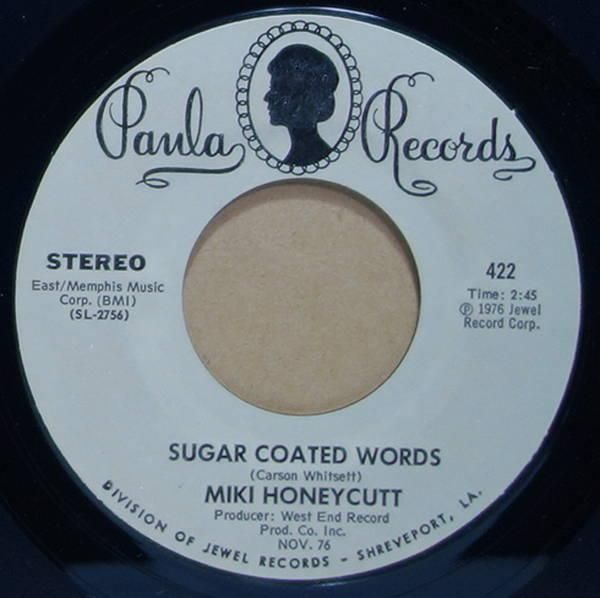 Paula Records
STEREO
East/Memphis Music
Corp. (BMI)
(SL-2756)
422
Time: 2:45
℗ 1976 Jewel
Record Corp.
SUGAR COATED WORDS
(Carson Whitsett)
MIKI HONEYCUTT
Producer: West End Record
Prod. Co. Inc.
NOV. 76
DIVISION OF JEWEL RECORDS - SHREVEPORT, LA.